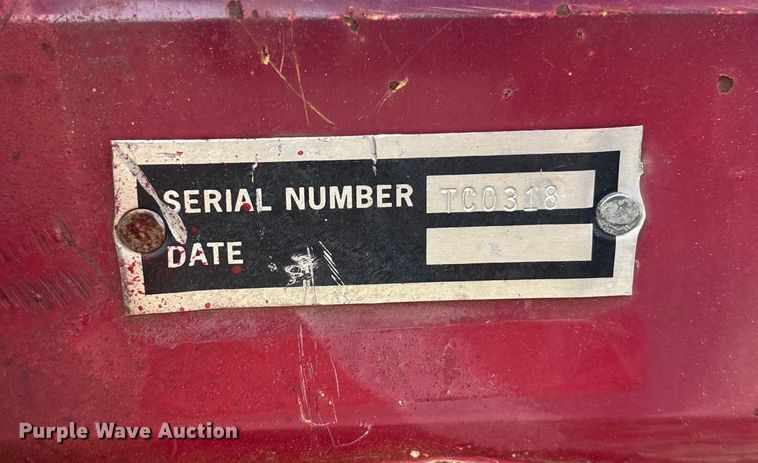 SERIAL NUMBER TC0318
DATE
Purple Wave Auction